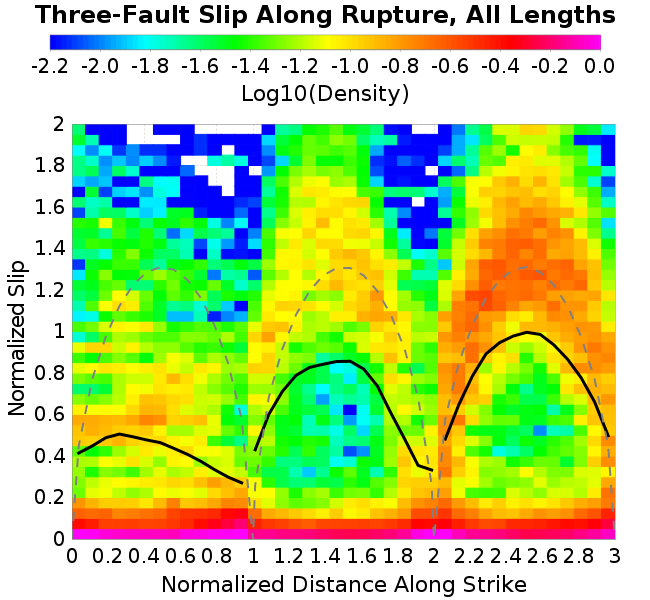 Three-Fault Slip Along Rupture, All Lengths
-2.2 -2.0 -1.8 -1.6 -1.4 -1.2 -1.0 -0.8 -0.6 -0.4 -0.2 0.0
Log10(Density)
2
1.8
1.6
1.4
1.2
1
0.8
0.6
0.4
0.2
0
Normalized Slip
0 0.2 0.4 0.6 0.8 1 1.2 1.4 1.6 1.8 2 2.2 2.4 2.6 2.8 3
Normalized Distance Along Strike